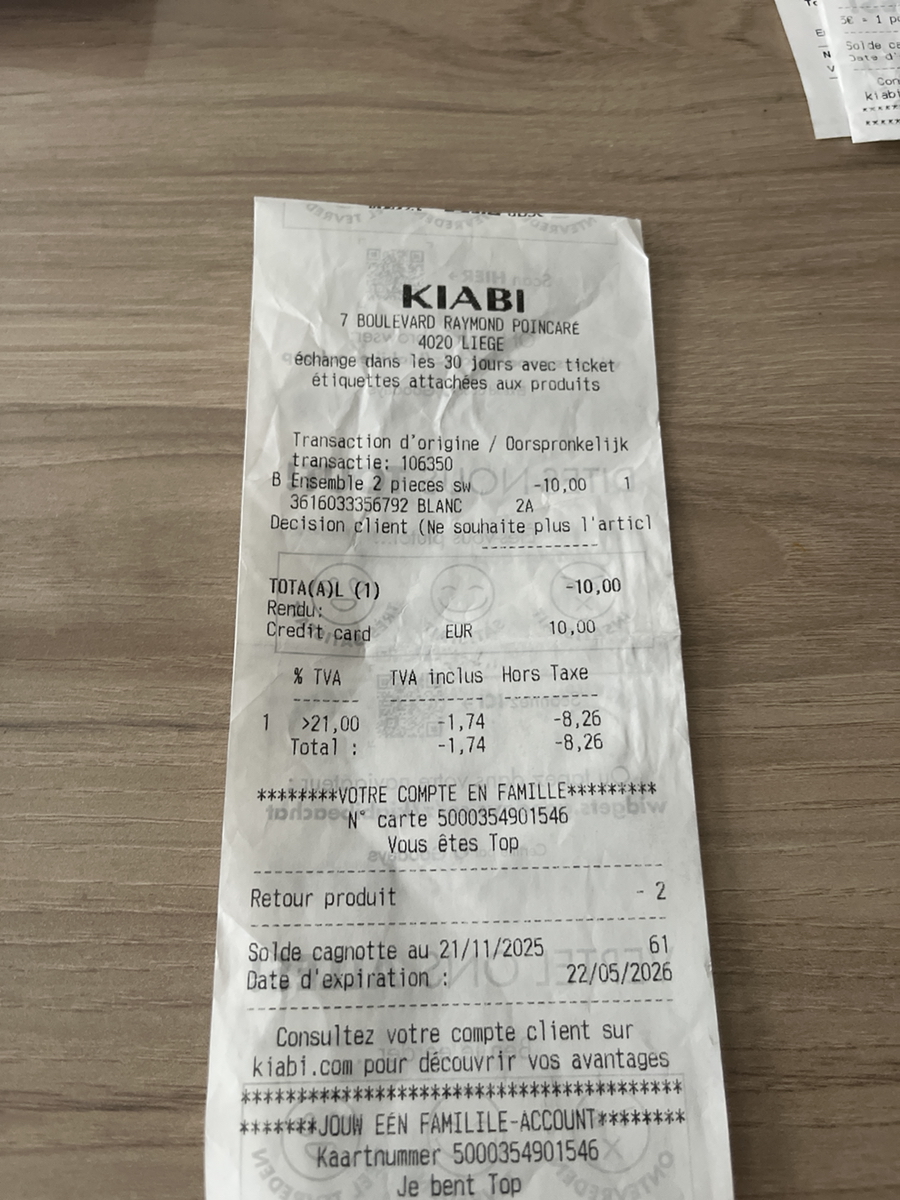 5€ = 1
Solde
Con
KIABI
7 BOULEVARD RAYMOND POINCARÉ
4020 LIEGE
échange dans les 30 jours avec ticket
étiquettes attachées aux produits
Transaction d'origine / Oorspronkelijk
transactie: 106350
B Ensemble 2 pieces sw -10,00 1
3616033356792 BLANC 2A
Decision client (Ne souhaite plus l'articl
TOTA(A)L (1) -10,00
Rendu:
Credit card EUR 10,00
% TVA TVA inclus Hors Taxe
1 >21,00 -1,74 -8,26
Total : -1,74 -8,26
********VOTRE COMPTE EN FAMILLE*********
N° carte 5000354901546
Vous êtes Top
Retour produit - 2
Solde cagnotte au 21/11/2025 61
Date d'expiration : 22/05/2026
Consultez votre compte client sur
kiabi.com pour découvrir vos avantages
****************************************
*******JOUW EEN FAMILILE-ACCOUNT********
Kaartnummer 5000354901546
Je bent Top